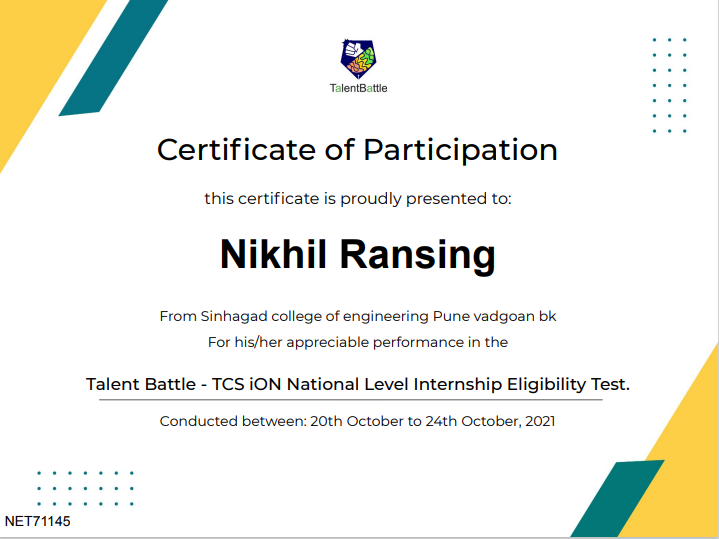 TalentBattle
Certificate of Participation
this certificate is proudly presented to:
Nikhil Ransing
From Sinhagad college of engineering Pune vadgoan bk
For his/her appreciable performance in the
Talent Battle - TCS iON National Level Internship Eligibility Test.
Conducted between: 20th October to 24th October, 2021
NET71145